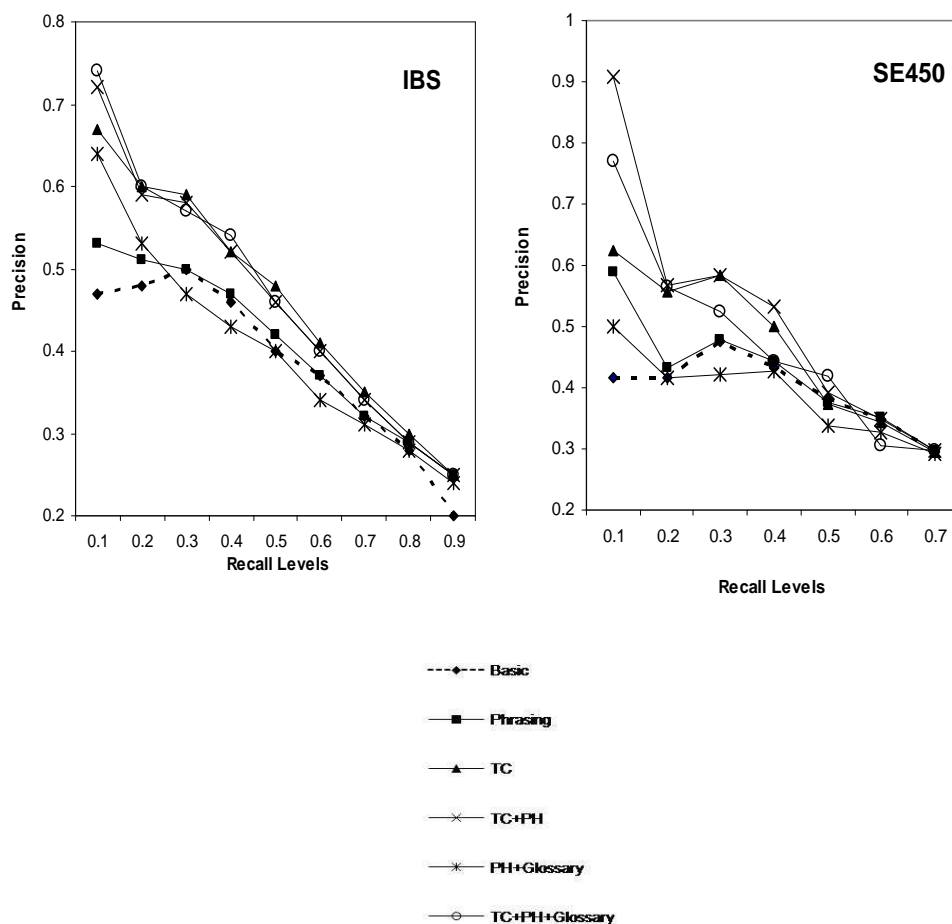 IBS
Precision
0.8
0.7
0.6
0.5
0.4
0.3
0.2
0.1 0.2 0.3 0.4 0.5 0.6 0.7 0.8 0.9
Recall Levels
SE450
Precision
1
0.9
0.8
0.7
0.6
0.5
0.4
0.3
0.2
0.1 0.2 0.3 0.4 0.5 0.6 0.7
Recall Levels
Basic
Phrasing
TC
TC+PH
PH+Glossary
TC+PH+Glossary